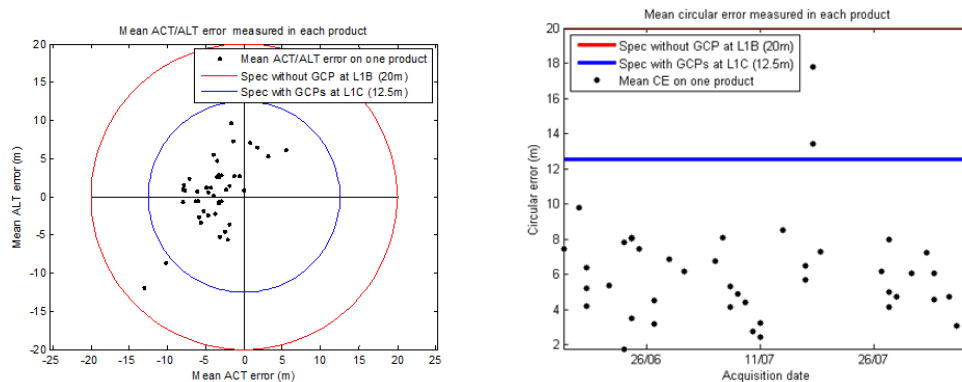 Mean ACT/ALT error measured in each product
20
15
10
5
0
-5
-10
-15
-20
Mean ALT error (m)
Mean ACT/ALT error on one product
Spec without GCP at L1B (20m)
Spec with GCPs at L1C (12.5m)
-25 -20 -15 -10 -5 0 5 10 15 20 25
Mean ACT error (m)
Mean circular error measured in each product
20
18
16
14
12
10
8
6
4
2
Circular error (m)
Spec without GCP at L1B (20m)
Spec with GCPs at L1C (12.5m)
Mean CE on one product
26/06 11/07 26/07
Acquisition date